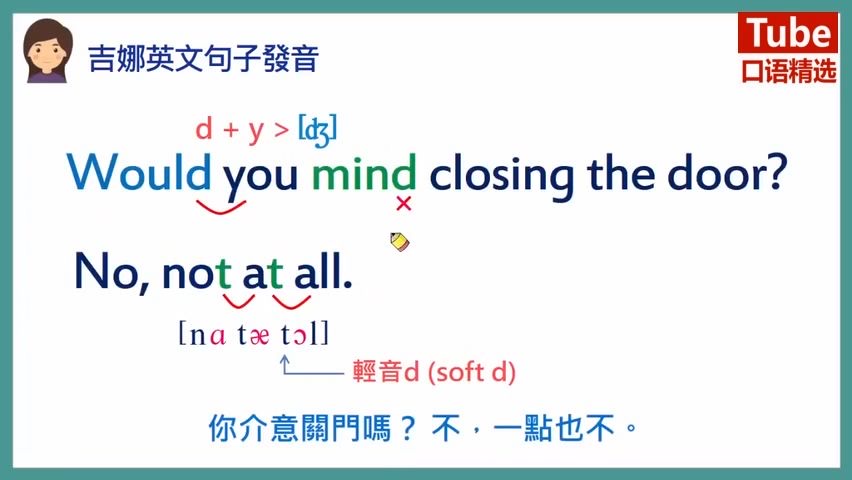 吉娜英文句子發音
Tube
口语精选
d + y > [ʤ]
Would you mind closing the door?
×
No, not at all.
[nɑ tæ tɔl]
輕音d (soft d)
你介意關門嗎？ 不，一點也不。